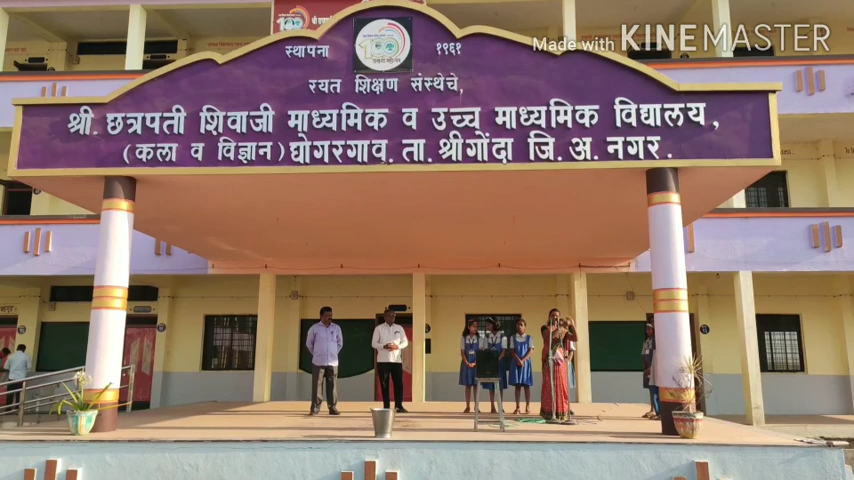 Made with KINEMASTER
स्थापना १९६१
रयत शिक्षण संस्थेचे,
श्री. छत्रपती शिवाजी माध्यमिक व उच्च माध्यमिक विद्यालय,
(कला व विज्ञान) घोगरगाव. ता. श्रीगोंदा जि. अ. नगर.